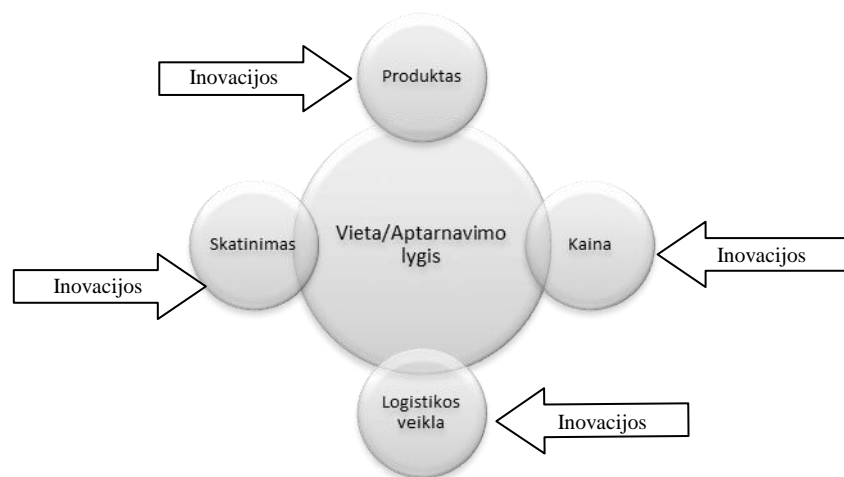 Inovacijos
Produktas
Skatinimas
Vieta/Aptarnavimo
lygis
Kaina
Inovacijos
Inovacijos
Logistikos
veikla
Inovacijos